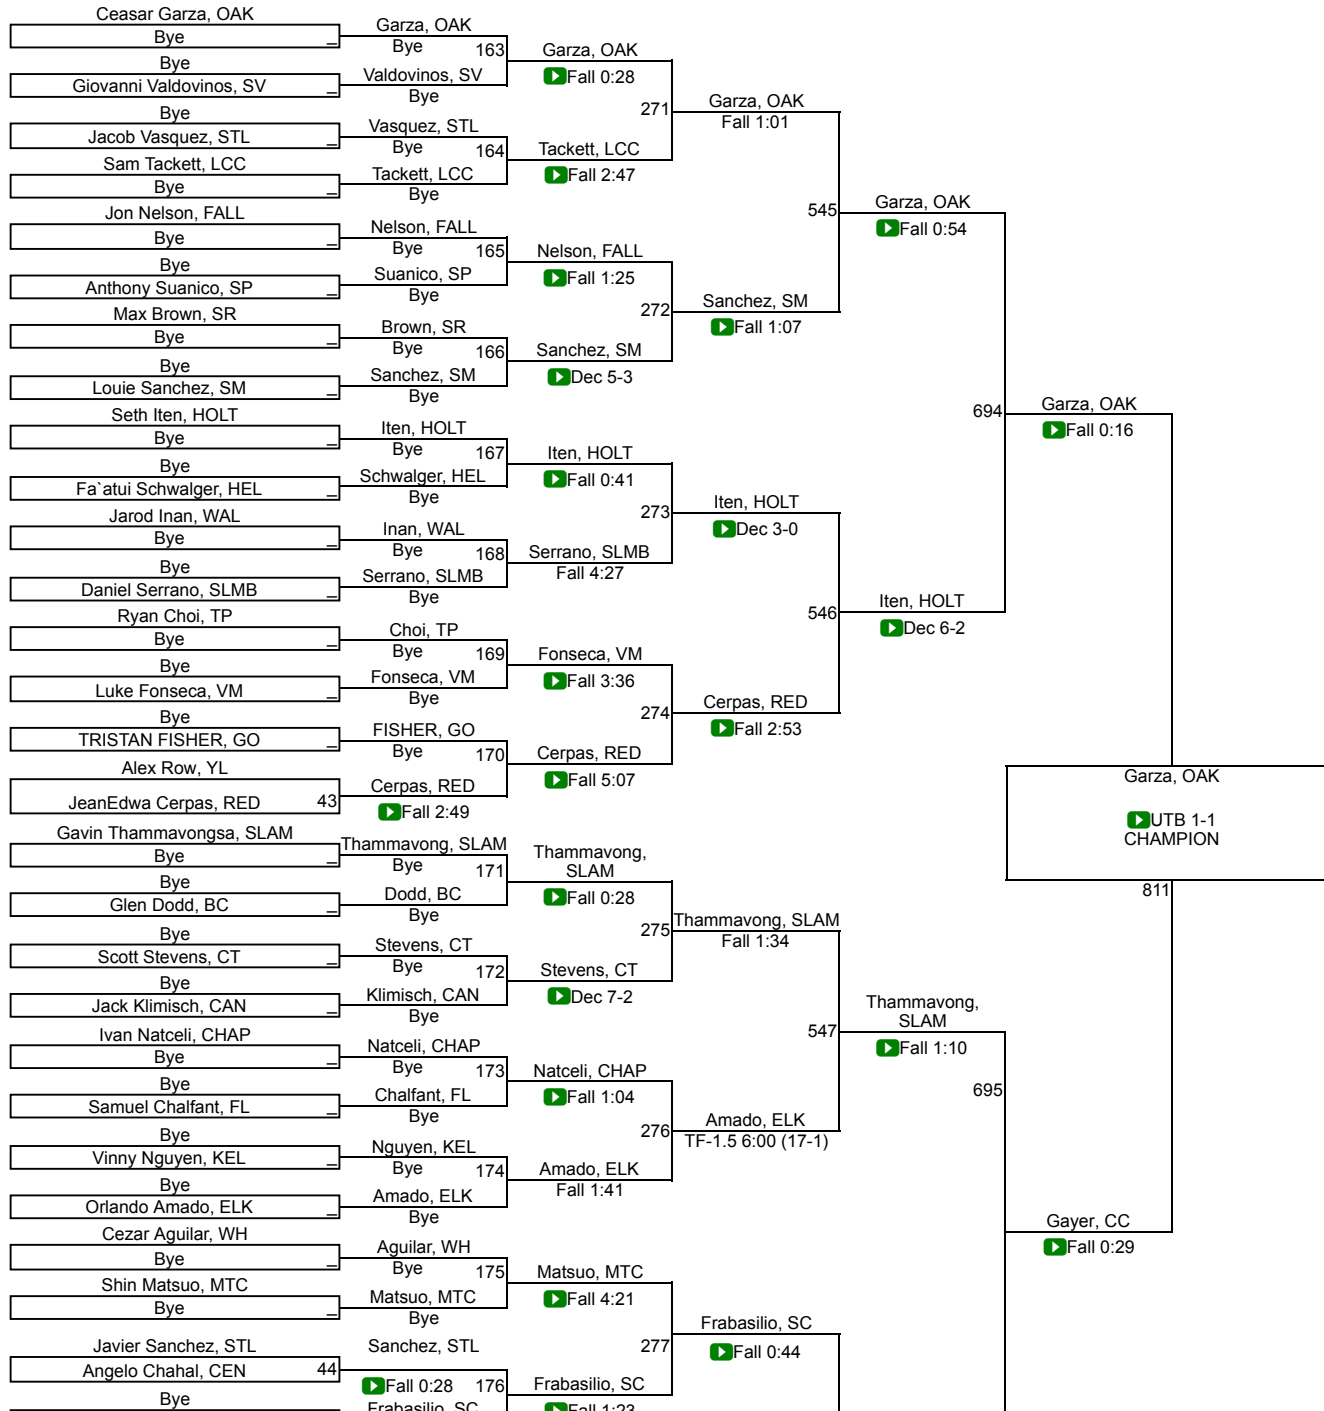 Ceasar Garza, OAK
Bye _
Bye
Giovanni Valdovinos, SV _
Bye
Jacob Vasquez, STL _
Sam Tackett, LCC
Bye _
Jon Nelson, FALL
Bye _
Bye
Anthony Suanico, SP _
Max Brown, SR
Bye _
Bye
Louie Sanchez, SM _
Seth Iten, HOLT
Bye _
Bye
Fa`atui Schwalger, HEL _
Jarod Inan, WAL
Bye _
Bye
Daniel Serrano, SLMB _
Ryan Choi, TP
Bye _
Bye
Luke Fonseca, VM _
Bye
TRISTAN FISHER, GO _
Alex Row, YL
JeanEdwa Cerpas, RED 43
Gavin Thammavongsa, SLAM
Bye _
Bye
Glen Dodd, BC _
Bye
Scott Stevens, CT _
Bye
Jack Klimisch, CAN _
Ivan Natceli, CHAP
Bye _
Bye
Samuel Chalfant, FL _
Bye
Vinny Nguyen, KEL _
Bye
Orlando Amado, ELK _
Cezar Aguilar, WH
Bye _
Shin Matsuo, MTC
Bye _
Javier Sanchez, STL
Angelo Chahal, CEN 44
Bye
Garza, OAK
Bye 163
Valdovinos, SV
Bye
Vasquez, STL
Bye 164
Tackett, LCC
Bye
Nelson, FALL
Bye 165
Suanico, SP
Bye
Brown, SR
Bye 166
Sanchez, SM
Bye
Iten, HOLT
Bye 167
Schwalger, HEL
Bye
Inan, WAL
Bye 168
Serrano, SLMB
Bye
Choi, TP
Bye 169
Fonseca, VM
Bye
FISHER, GO
Bye 170
Cerpas, RED
Fall 2:49
Thammavong, SLAM
Bye 171
Dodd, BC
Bye
Stevens, CT
Bye 172
Klimisch, CAN
Bye
Natceli, CHAP
Bye 173
Chalfant, FL
Bye
Nguyen, KEL
Bye 174
Amado, ELK
Bye
Aguilar, WH
Bye 175
Matsuo, MTC
Bye
Sanchez, STL
Fall 0:28 176
Frabasilio, SC
Garza, OAK
Fall 0:28
271
Tackett, LCC
Fall 2:47
Nelson, FALL
Fall 1:25
272
Sanchez, SM
Dec 5-3
Iten, HOLT
Fall 0:41
273
Serrano, SLMB
Fall 4:27
Fonseca, VM
Fall 3:36
274
Cerpas, RED
Fall 5:07
Thammavong,
SLAM
Fall 0:28
275
Stevens, CT
Dec 7-2
Natceli, CHAP
Fall 1:04
276
Amado, ELK
Fall 1:41
Matsuo, MTC
Fall 4:21
277
Frabasilio, SC
Fall 1:23
Garza, OAK
Fall 1:01
545
Sanchez, SM
Fall 1:07
Iten, HOLT
Dec 3-0
546
Cerpas, RED
Fall 2:53
Thammavong, SLAM
Fall 1:34
547
Amado, ELK
TF-1.5 6:00 (17-1)
Frabasilio, SC
Fall 0:44
Garza, OAK
Fall 0:54
694
Iten, HOLT
Dec 6-2
Thammavong,
SLAM
Fall 1:10
695
Garza, OAK
Fall 0:16
Gayer, CC
Fall 0:29
Garza, OAK
UTB 1-1
CHAMPION
811